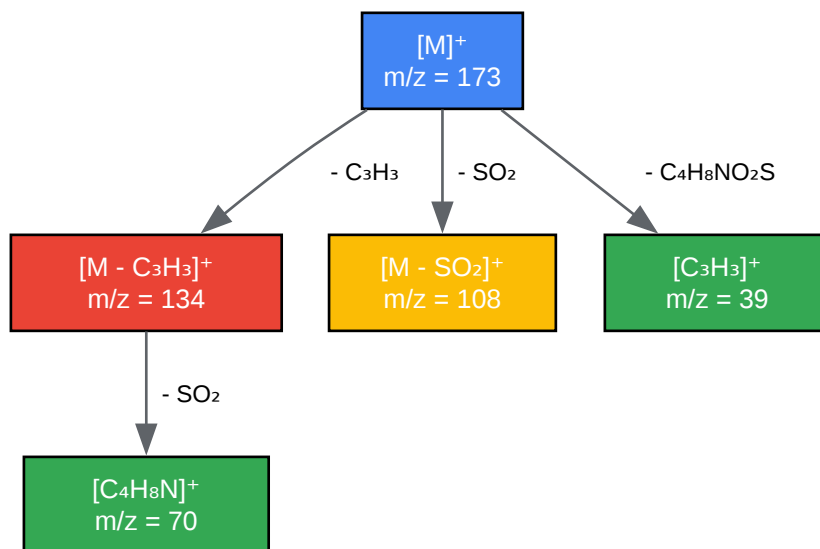 [M]⁺
m/z = 173
- C₃H₃
- SO₂
- C₄H₈NO₂S
[M - C₃H₃]⁺
m/z = 134
[M - SO₂]⁺
m/z = 108
[C₃H₃]⁺
m/z = 39
- SO₂
[C₄H₈N]⁺
m/z = 70